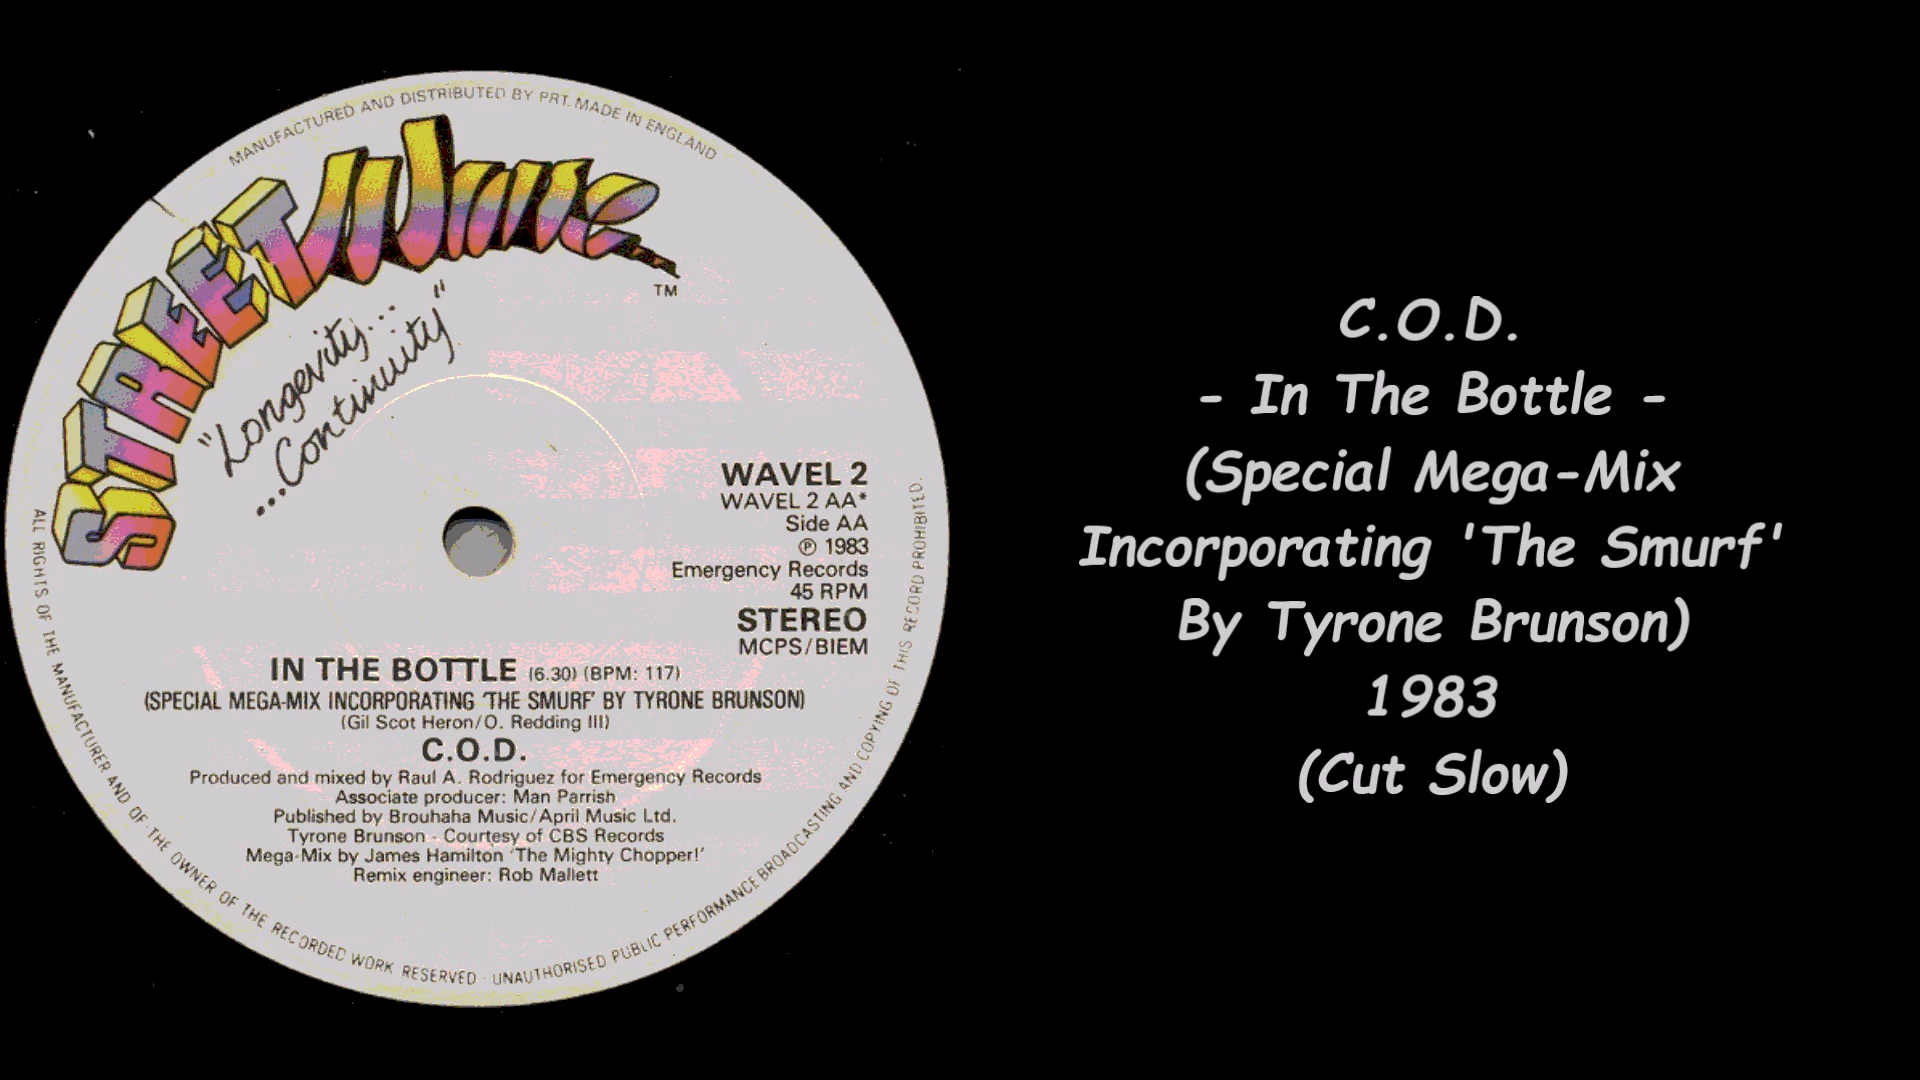 MANUFACTURED AND DISTRIBUTED BY PRT. MADE IN ENGLAND
STREETWAVE
TM
"Longevity...
...Continuity"
WAVEL 2
WAVEL 2 AA*
Side AA
℗ 1983
Emergency Records
45 RPM
STEREO
MCPS/BIEM
IN THE BOTTLE (6.30) (BPM: 117)
(SPECIAL MEGA-MIX INCORPORATING 'THE SMURF' BY TYRONE BRUNSON)
(Gil Scot Heron/O. Redding III)
C.O.D.
Produced and mixed by Raul A. Rodriguez for Emergency Records
Associate producer: Man Parrish
Published by Brouhaha Music/April Music Ltd.
Tyrone Brunson - Courtesy of CBS Records
Mega-Mix by James Hamilton 'The Mighty Chopper!'
Remix engineer: Rob Mallett
ALL RIGHTS OF THE MANUFACTURER AND OF THE OWNER OF THE RECORDED WORK RESERVED · UNAUTHORISED PUBLIC PERFORMANCE BROADCASTING AND COPYING OF THIS RECORD PROHIBITED.
C.O.D.
- In The Bottle -
(Special Mega-Mix
Incorporating 'The Smurf'
By Tyrone Brunson)
1983
(Cut Slow)